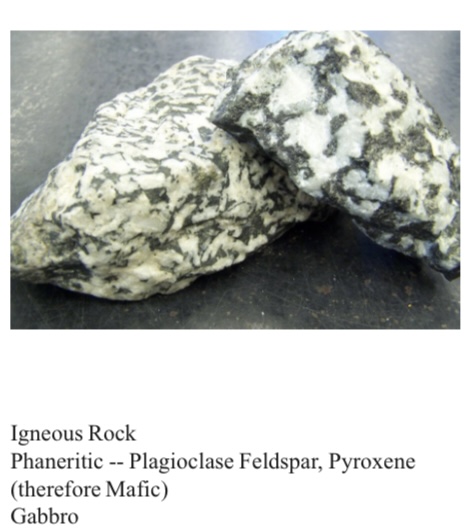 Igneous Rock
Phaneritic -- Plagioclase Feldspar, Pyroxene
(therefore Mafic)
Gabbro